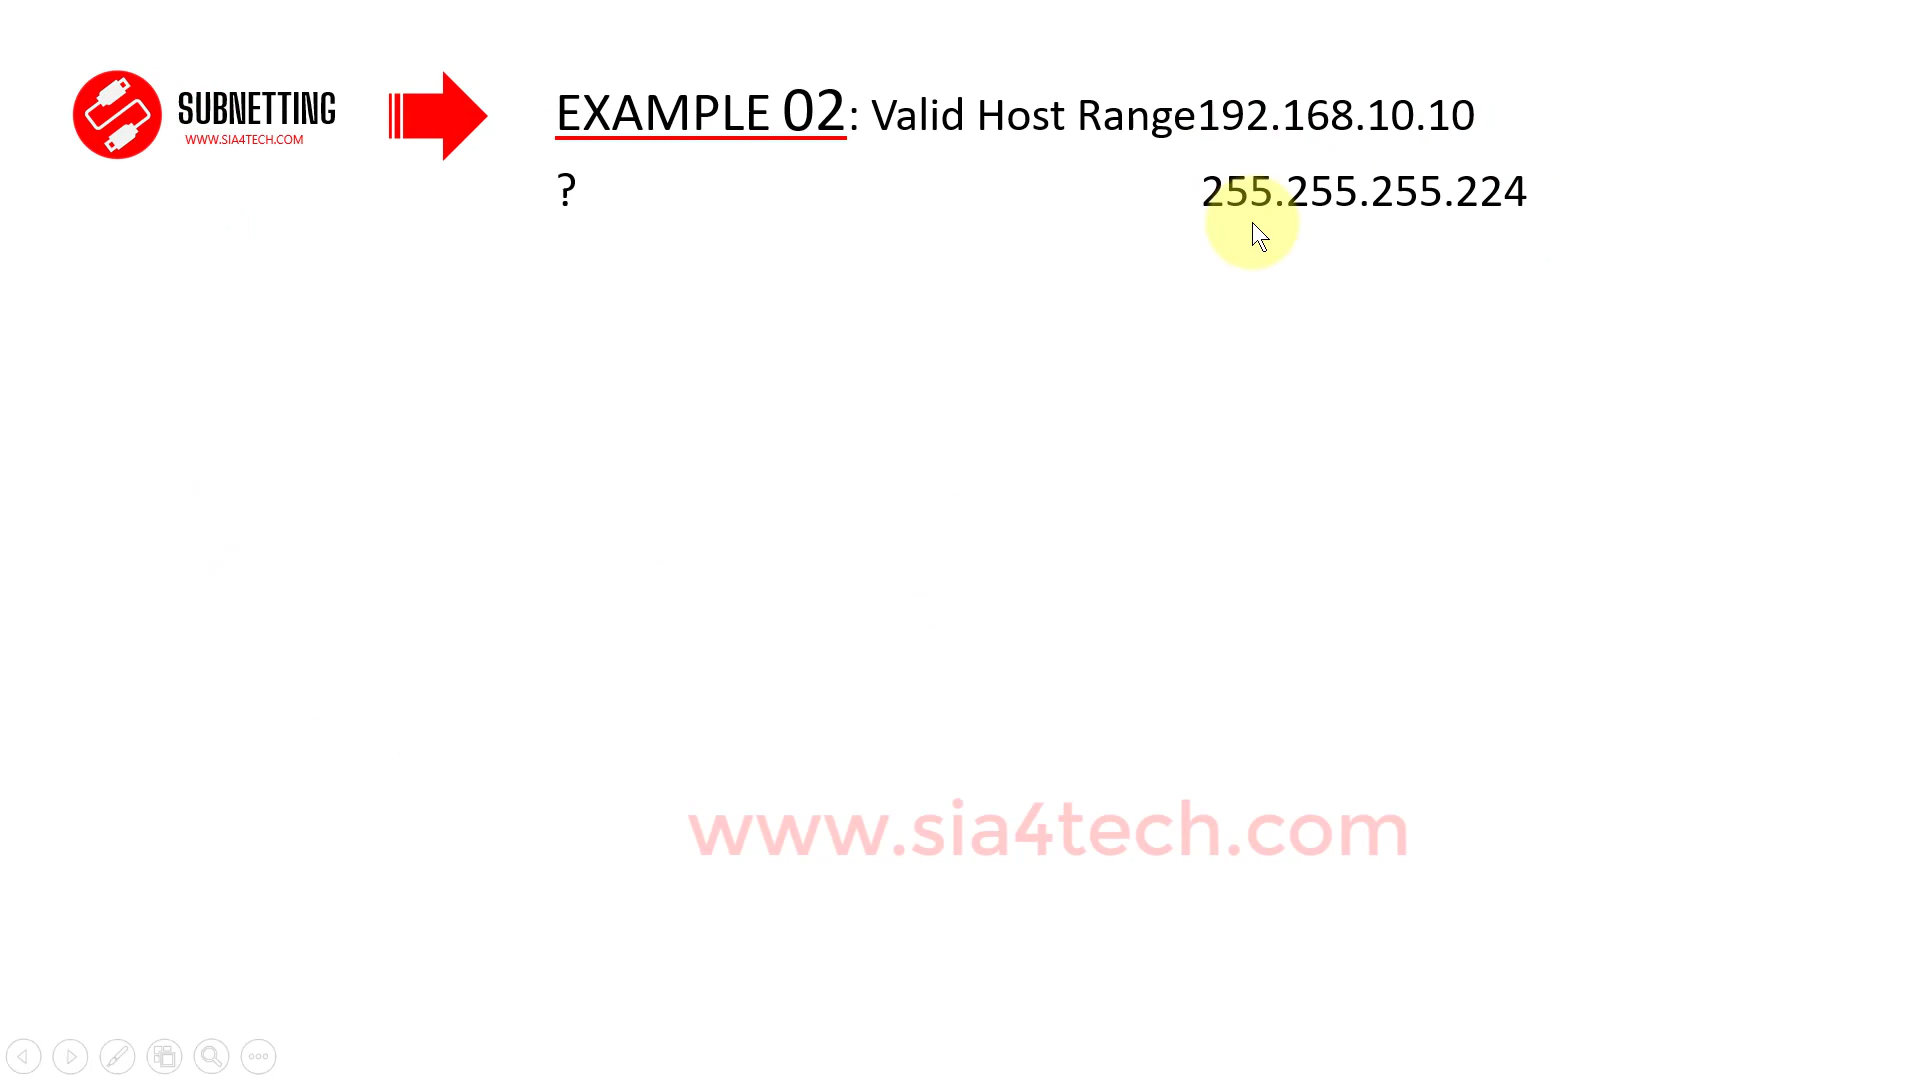 SUBNETTING
WWW.SIA4TECH.COM
EXAMPLE 02: Valid Host Range192.168.10.10
? 255.255.255.224
www.sia4tech.com